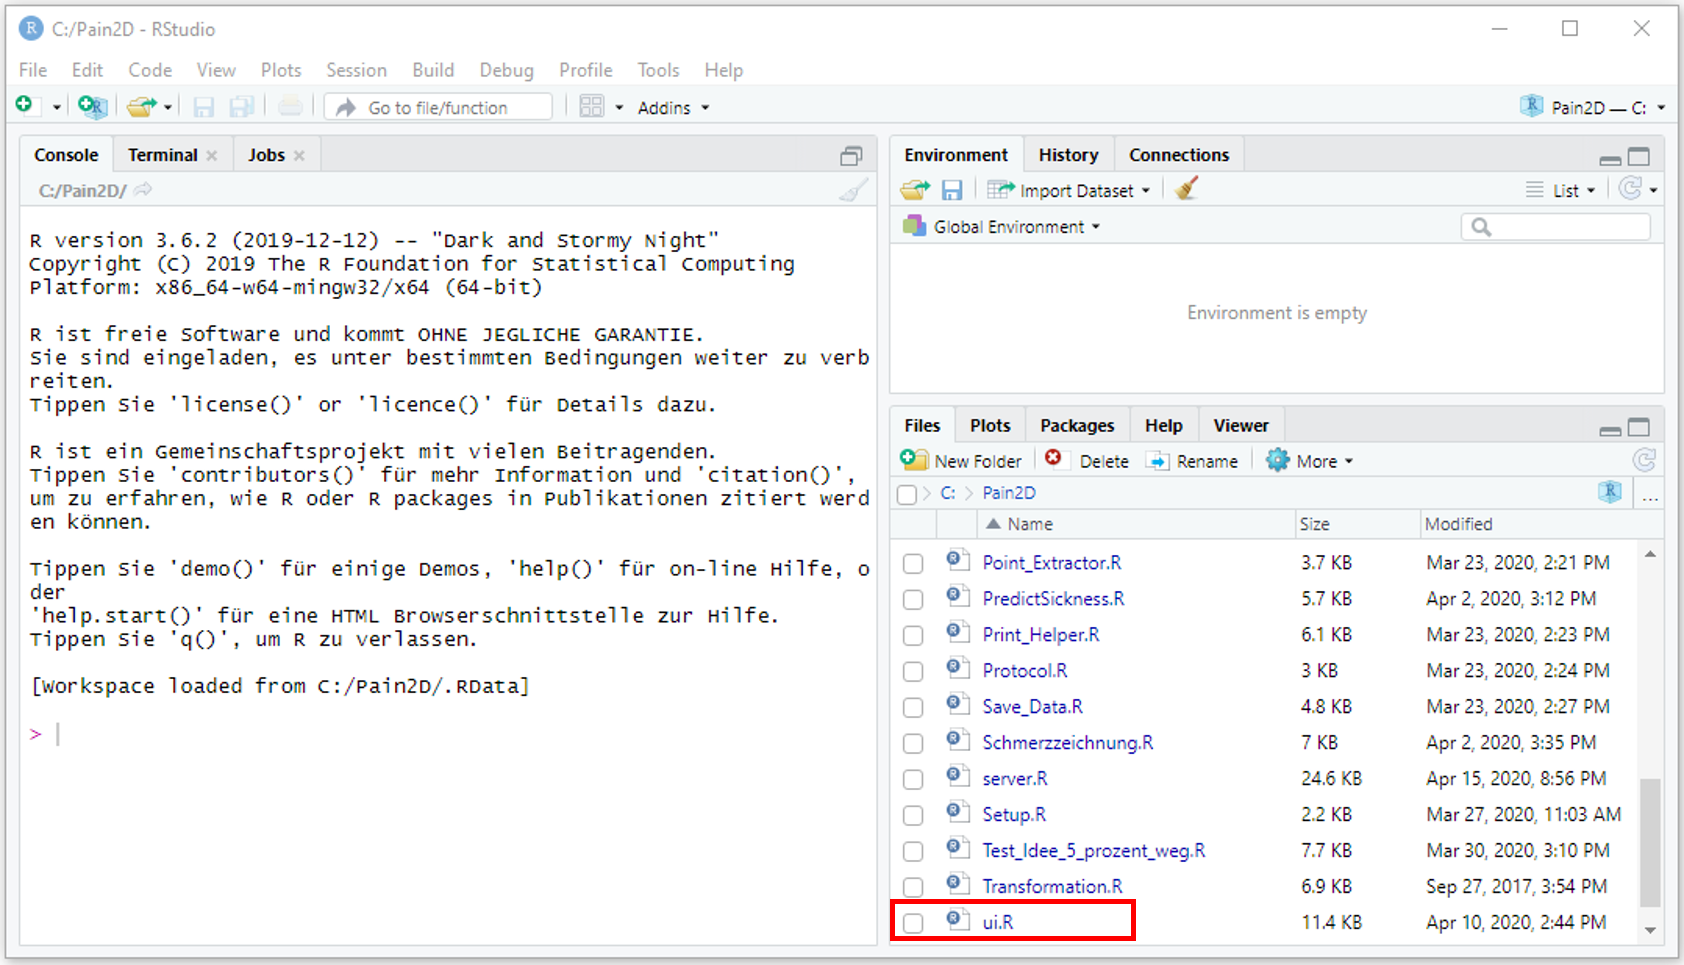 C:/Pain2D - RStudio
File Edit Code View Plots Session Build Debug Profile Tools Help
Go to file/function Addins Pain2D — C:
Console Terminal Jobs
C:/Pain2D/
R version 3.6.2 (2019-12-12) -- "Dark and Stormy Night"
Copyright (C) 2019 The R Foundation for Statistical Computing
Platform: x86_64-w64-mingw32/x64 (64-bit)
R ist freie Software und kommt OHNE JEGLICHE GARANTIE.
Sie sind eingeladen, es unter bestimmten Bedingungen weiter zu verb
reiten.
Tippen Sie 'license()' or 'licence()' für Details dazu.
R ist ein Gemeinschaftsprojekt mit vielen Beitragenden.
Tippen Sie 'contributors()' für mehr Information und 'citation()',
um zu erfahren, wie R oder R packages in Publikationen zitiert werd
en können.
Tippen Sie 'demo()' für einige Demos, 'help()' für on-line Hilfe, o
der
'help.start()' für eine HTML Browserschnittstelle zur Hilfe.
Tippen Sie 'q()', um R zu verlassen.
[Workspace loaded from C:/Pain2D/.RData]
>
Environment History Connections
Import Dataset List
Global Environment
Environment is empty
Files Plots Packages Help Viewer
New Folder Delete Rename More
C: Pain2D ...
Name Size Modified
Point_Extractor.R 3.7 KB Mar 23, 2020, 2:21 PM
PredictSickness.R 5.7 KB Apr 2, 2020, 3:12 PM
Print_Helper.R 6.1 KB Mar 23, 2020, 2:23 PM
Protocol.R 3 KB Mar 23, 2020, 2:24 PM
Save_Data.R 4.8 KB Mar 23, 2020, 2:27 PM
Schmerzzeichnung.R 7 KB Apr 2, 2020, 3:35 PM
server.R 24.6 KB Apr 15, 2020, 8:56 PM
Setup.R 2.2 KB Mar 27, 2020, 11:03 AM
Test_Idee_5_prozent_weg.R 7.7 KB Mar 30, 2020, 3:10 PM
Transformation.R 6.9 KB Sep 27, 2017, 3:54 PM
ui.R 11.4 KB Apr 10, 2020, 2:44 PM